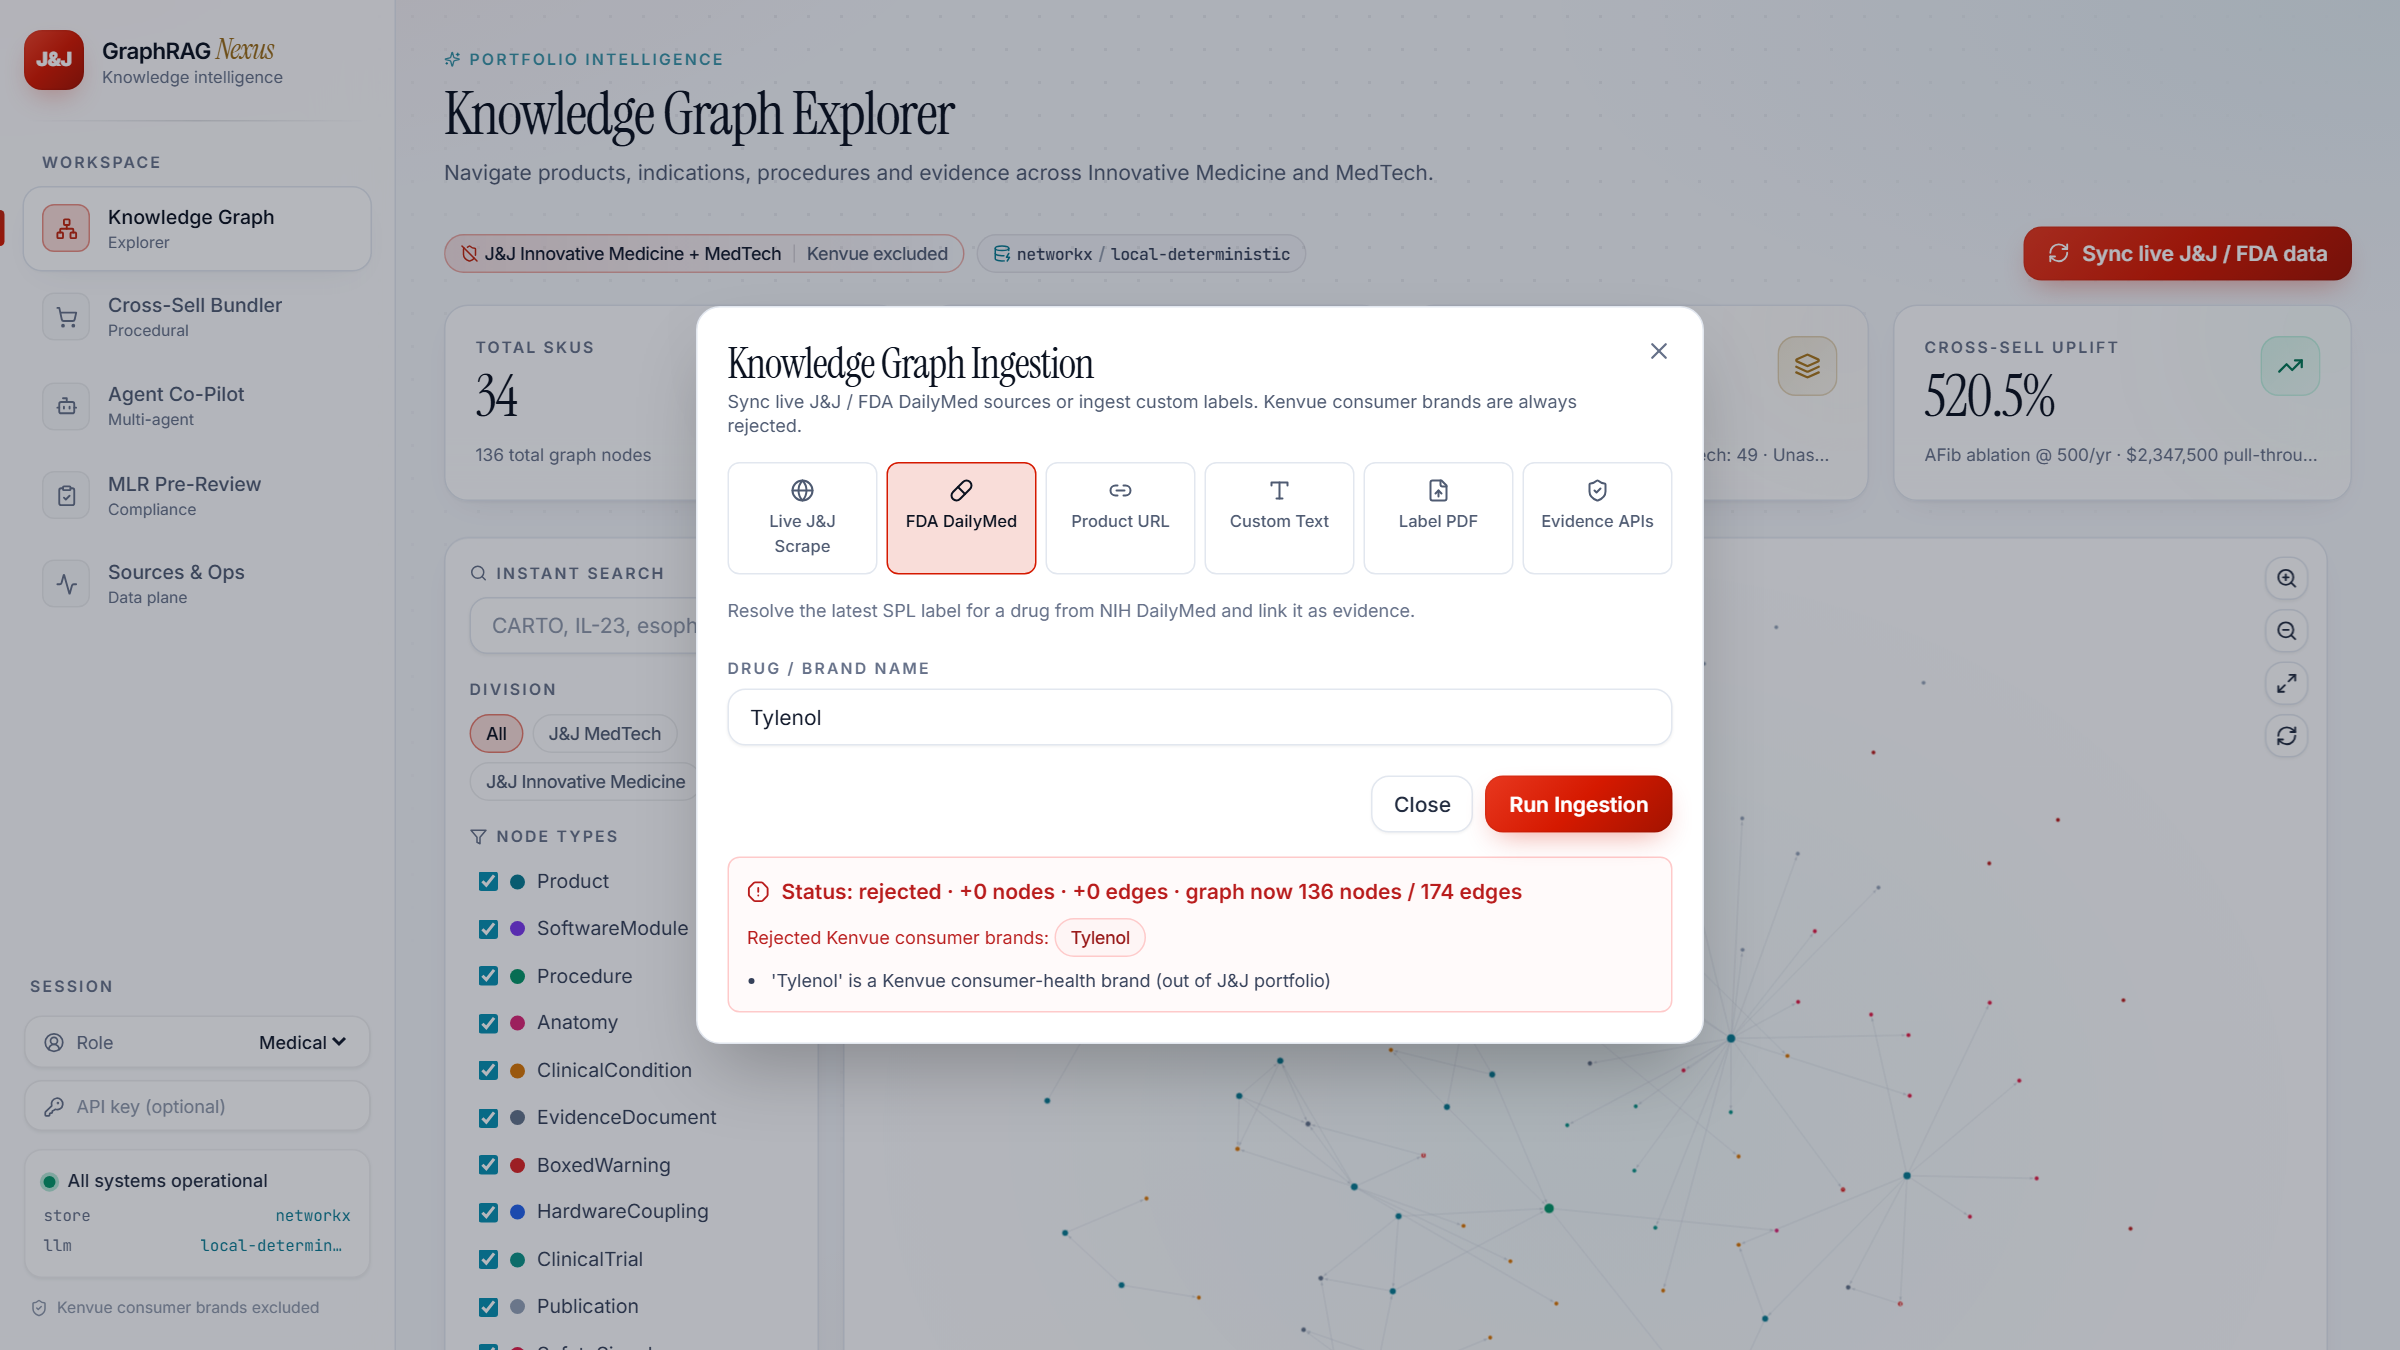 J&J
GraphRAG Nexus
Knowledge intelligence
WORKSPACE
Knowledge Graph
Explorer
Cross-Sell Bundler
Procedural
Agent Co-Pilot
Multi-agent
MLR Pre-Review
Compliance
Sources & Ops
Data plane
SESSION
Role
Medical
API key (optional)
All systems operational
store networkx
llm local-determin…
Kenvue consumer brands excluded
PORTFOLIO INTELLIGENCE
Knowledge Graph Explorer
Navigate products, indications, procedures and evidence across Innovative Medicine and MedTech.
J&J Innovative Medicine + MedTech | Kenvue excluded
networkx / local-deterministic
Sync live J&J / FDA data
TOTAL SKUS
34
136 total graph nodes
ech: 49 · Unas…
CROSS-SELL UPLIFT
520.5%
AFib ablation @ 500/yr · $2,347,500 pull-throu…
INSTANT SEARCH
CARTO, IL-23, esoph
DIVISION
All
J&J MedTech
J&J Innovative Medicine
NODE TYPES
Product
SoftwareModule
Procedure
Anatomy
ClinicalCondition
EvidenceDocument
BoxedWarning
HardwareCoupling
ClinicalTrial
Publication
Knowledge Graph Ingestion
Sync live J&J / FDA DailyMed sources or ingest custom labels. Kenvue consumer brands are always
rejected.
Live J&J
Scrape
FDA DailyMed
Product URL
Custom Text
Label PDF
Evidence APIs
Resolve the latest SPL label for a drug from NIH DailyMed and link it as evidence.
DRUG / BRAND NAME
Tylenol
Close
Run Ingestion
Status: rejected · +0 nodes · +0 edges · graph now 136 nodes / 174 edges
Rejected Kenvue consumer brands: Tylenol
• 'Tylenol' is a Kenvue consumer-health brand (out of J&J portfolio)